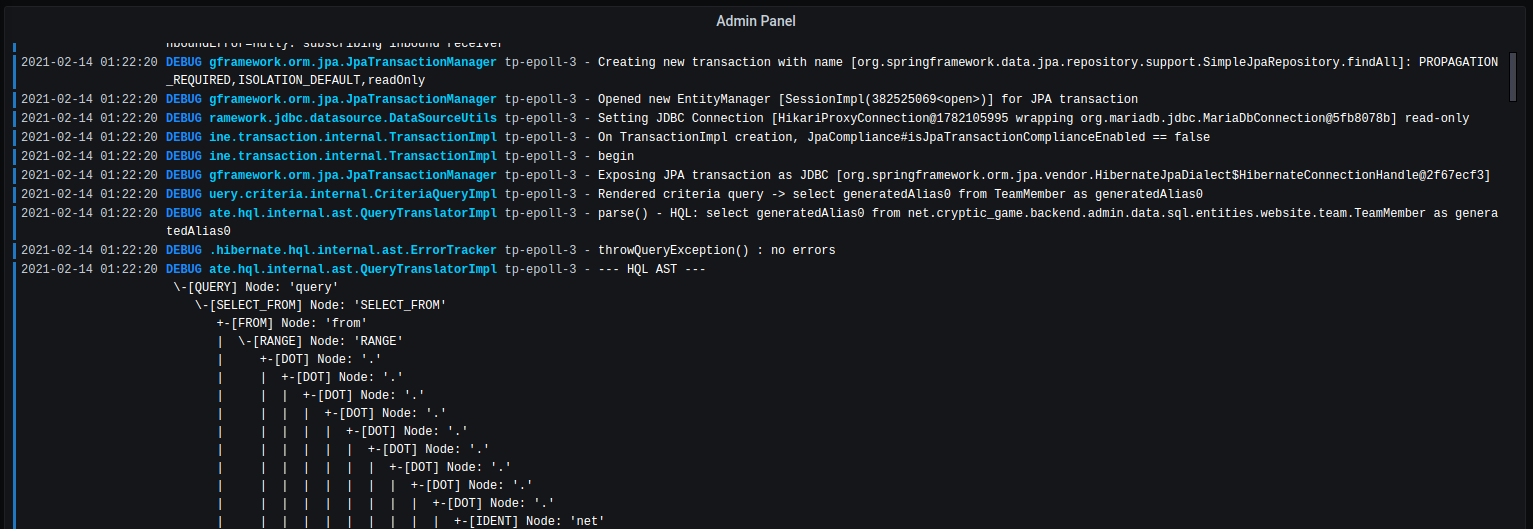 Admin Panel
nboundError=null}: subscribing inbound receiver
2021-02-14 01:22:20 DEBUG gframework.orm.jpa.JpaTransactionManager tp-epoll-3 - Creating new transaction with name [org.springframework.data.jpa.repository.support.SimpleJpaRepository.findAll]: PROPAGATION
_REQUIRED,ISOLATION_DEFAULT,readOnly
2021-02-14 01:22:20 DEBUG gframework.orm.jpa.JpaTransactionManager tp-epoll-3 - Opened new EntityManager [SessionImpl(382525069<open>)] for JPA transaction
2021-02-14 01:22:20 DEBUG ramework.jdbc.datasource.DataSourceUtils tp-epoll-3 - Setting JDBC Connection [HikariProxyConnection@1782105995 wrapping org.mariadb.jdbc.MariaDbConnection@5fb8078b] read-only
2021-02-14 01:22:20 DEBUG ine.transaction.internal.TransactionImpl tp-epoll-3 - On TransactionImpl creation, JpaCompliance#isJpaTransactionComplianceEnabled == false
2021-02-14 01:22:20 DEBUG ine.transaction.internal.TransactionImpl tp-epoll-3 - begin
2021-02-14 01:22:20 DEBUG gframework.orm.jpa.JpaTransactionManager tp-epoll-3 - Exposing JPA transaction as JDBC [org.springframework.orm.jpa.vendor.HibernateJpaDialect$HibernateConnectionHandle@2f67ecf3]
2021-02-14 01:22:20 DEBUG uery.criteria.internal.CriteriaQueryImpl tp-epoll-3 - Rendered criteria query -> select generatedAlias0 from TeamMember as generatedAlias0
2021-02-14 01:22:20 DEBUG ate.hql.internal.ast.QueryTranslatorImpl tp-epoll-3 - parse() - HQL: select generatedAlias0 from net.cryptic_game.backend.admin.data.sql.entities.website.team.TeamMember as genera
tedAlias0
2021-02-14 01:22:20 DEBUG .hibernate.hql.internal.ast.ErrorTracker tp-epoll-3 - throwQueryException() : no errors
2021-02-14 01:22:20 DEBUG ate.hql.internal.ast.QueryTranslatorImpl tp-epoll-3 - --- HQL AST ---
\-[QUERY] Node: 'query'
\-[SELECT_FROM] Node: 'SELECT_FROM'
+-[FROM] Node: 'from'
| \-[RANGE] Node: 'RANGE'
| +-[DOT] Node: '.'
| | +-[DOT] Node: '.'
| | | +-[DOT] Node: '.'
| | | | +-[DOT] Node: '.'
| | | | | +-[DOT] Node: '.'
| | | | | | +-[DOT] Node: '.'
| | | | | | | +-[DOT] Node: '.'
| | | | | | | | +-[DOT] Node: '.'
| | | | | | | | | +-[DOT] Node: '.'
| | | | | | | | | | +-[IDENT] Node: 'net'